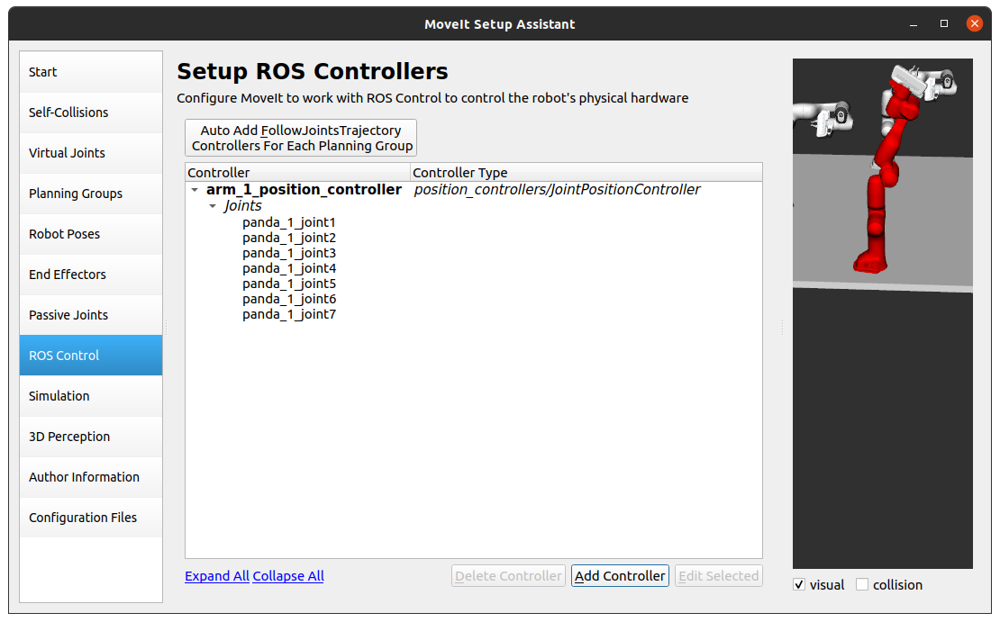 MoveIt Setup Assistant
Start
Self-Collisions
Virtual Joints
Planning Groups
Robot Poses
End Effectors
Passive Joints
ROS Control
Simulation
3D Perception
Author Information
Configuration Files
Setup ROS Controllers
Configure MoveIt to work with ROS Control to control the robot's physical hardware
Auto Add FollowJointsTrajectory
Controllers For Each Planning Group
Controller Controller Type
arm_1_position_controller position_controllers/JointPositionController
Joints
panda_1_joint1
panda_1_joint2
panda_1_joint3
panda_1_joint4
panda_1_joint5
panda_1_joint6
panda_1_joint7
Expand All Collapse All Delete Controller Add Controller Edit Selected
visual collision